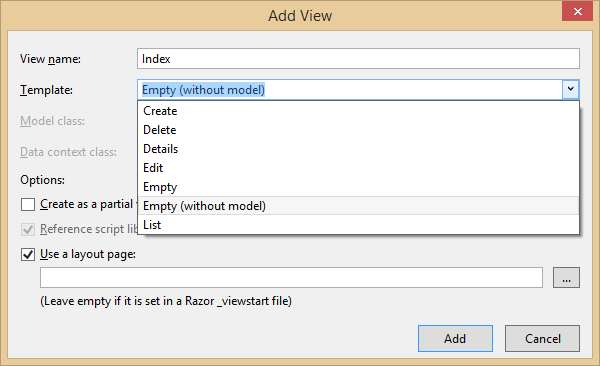 Add View
View name: Index
Template: Empty (without model)
Create
Model class:
Delete
Details
Data context class:
Edit
Options:
Empty
Create as a partial
Empty (without model)
Reference script lib
List
Use a layout page:
...
(Leave empty if it is set in a Razor _viewstart file)
Add Cancel